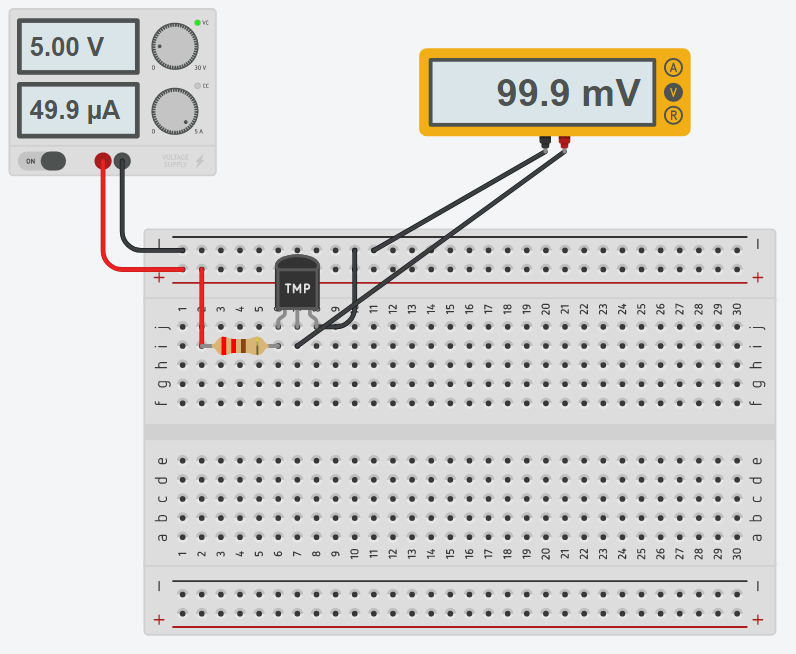 5.00 V
VC
0
30 V
49.9 µA
CC
0
5 A
ON
VOLTAGE
SUPPLY
99.9 mV
A
V
R
− −
+ +
TMP
1 2 3 4 5 6 7 8 9 10 11 12 13 14 15 16 17 18 19 20 21 22 23 24 25 26 27 28 29 30
j j
i i
h h
g g
f f
e e
d d
c c
b b
a a
1 2 3 4 5 6 7 8 9 10 11 12 13 14 15 16 17 18 19 20 21 22 23 24 25 26 27 28 29 30
− −
+ +